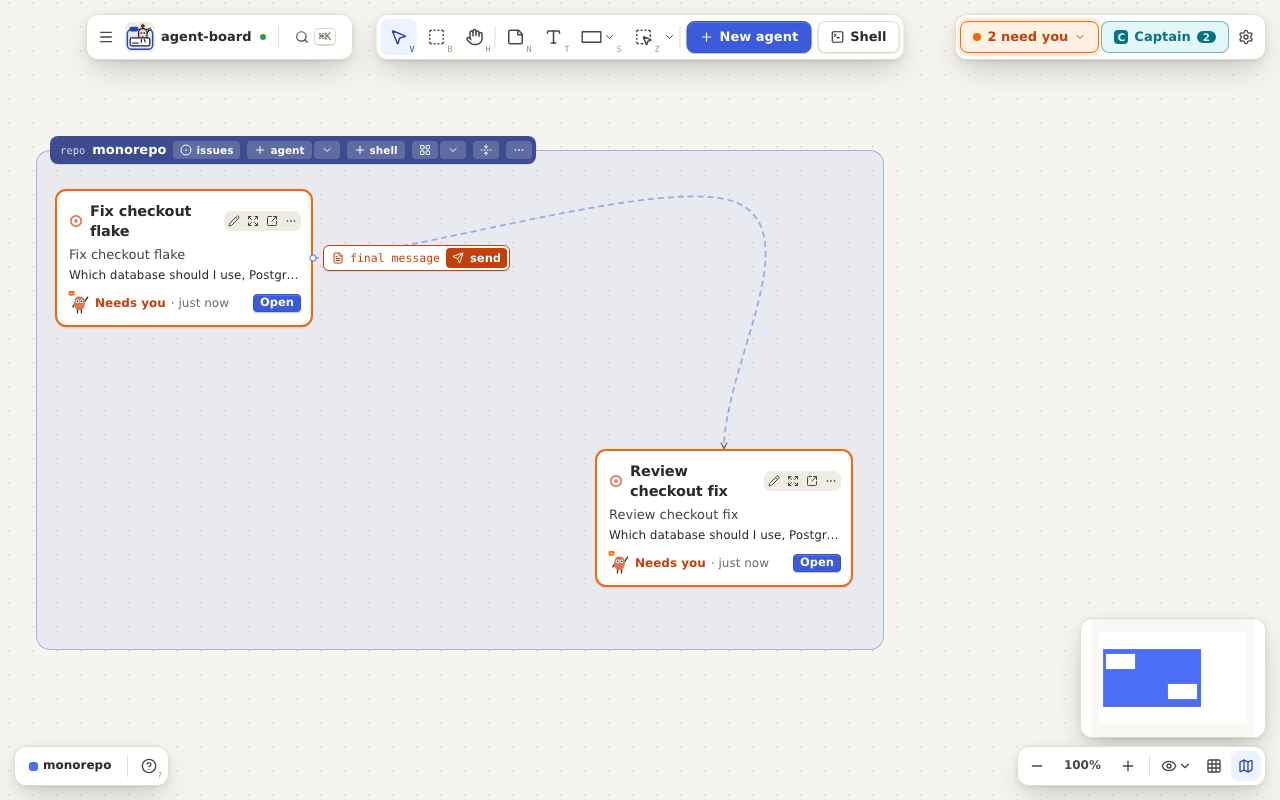 agent-board
⌘K
V
B
H
N
T
S
Z
New agent
Shell
2 need you
C Captain 2
repo monorepo issues + agent + shell
Fix checkout
flake
Fix checkout flake
Which database should I use, Postgr...
Needs you · just now
Open
final message send
Review
checkout fix
Review checkout fix
Which database should I use, Postgr...
Needs you · just now
Open
monorepo
?
100%